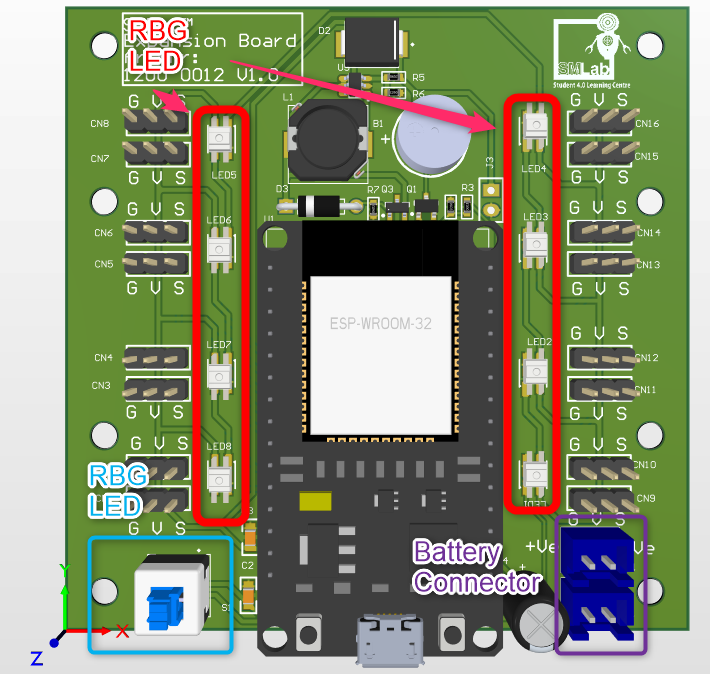 RBG
LED
Expansion Board
1206 0012 V1.0
D2
SMLab
Student 4.0 Learning Centre
R5
R6
L1
B1
+
G V S
CN8
CN7
G V S
LED5
G V S
CN16
CN15
G V S
LED4
J3
D3
R7
Q3
Q1
R3
U1
G V S
CN6
CN5
G V S
LED6
LED3
G V S
CN14
CN13
G V S
ESP-WROOM-32
G V S
CN4
CN3
G V S
LED7
LED2
G V S
CN12
CN11
G V S
G V S
LED8
RBG
LED
G V S
G V S
CN10
CN9
G V S
Battery
Connector
+Ve
Ve
C2
+
Y
X
Z